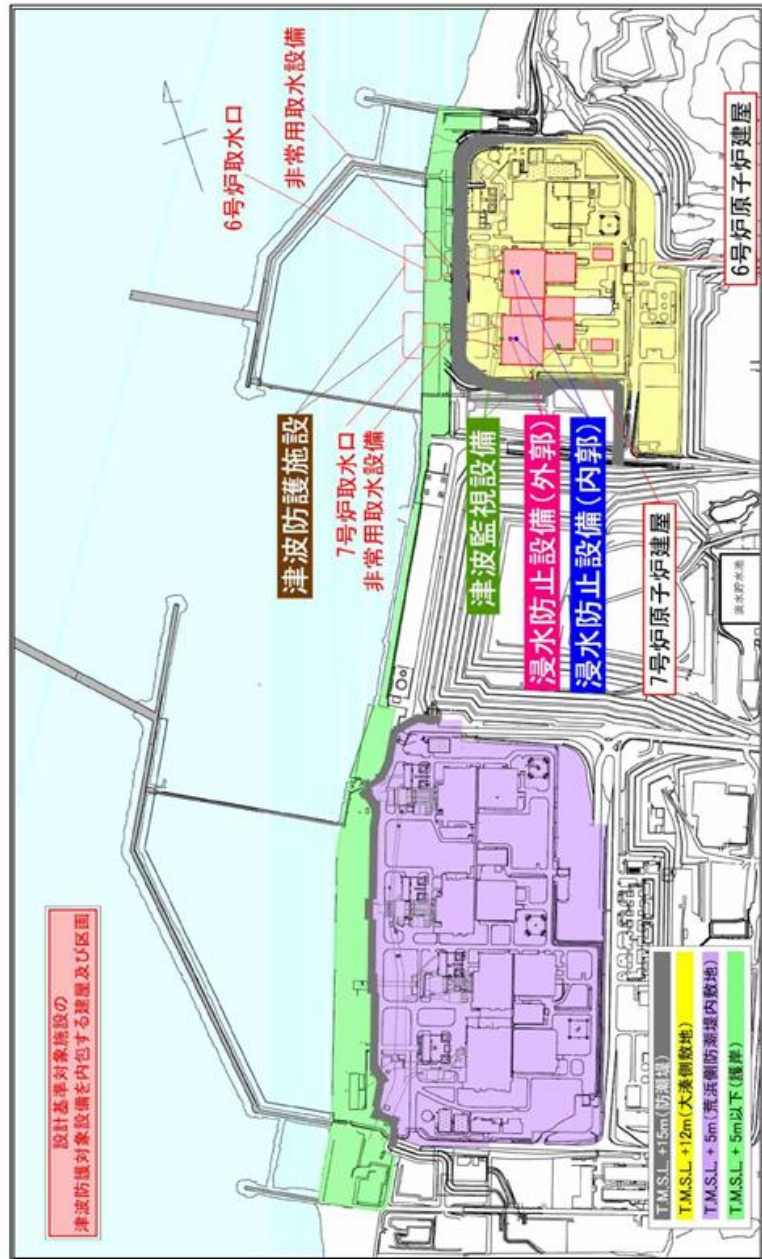 設計基準対象施設の
津波防護対象設備を内包する建屋及び区画
津波防護施設
7号炉取水口
非常用取水設備
6号炉取水口
非常用取水設備
津波監視設備
浸水防止設備(外郭)
浸水防止設備(内郭)
7号炉原子炉建屋
6号炉原子炉建屋
淡水貯水池
T.M.S.L. +15m(防潮堤)
T.M.S.L. +12m(大湊側敷地)
T.M.S.L. + 5m(荒浜側防潮堤内敷地)
T.M.S.L. + 5m以下(護岸)